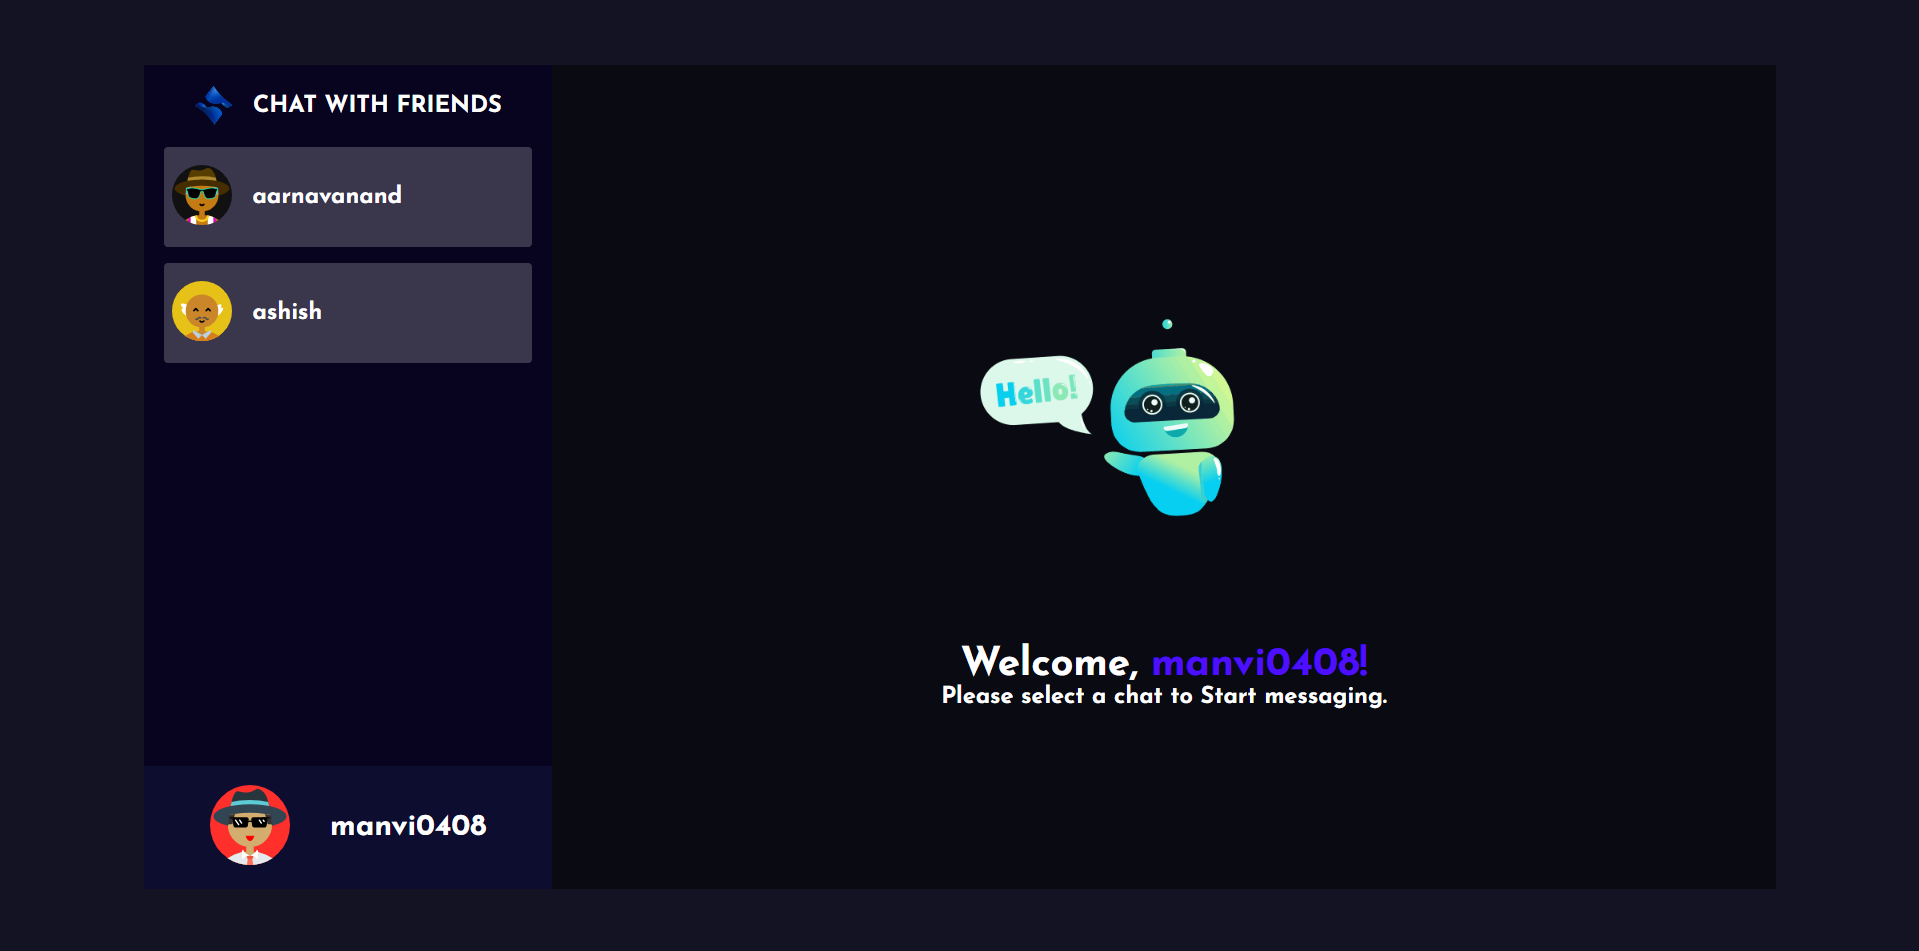 CHAT WITH FRIENDS
aarnavanand
ashish
manvi0408
Hello!
Welcome, manvi0408!
Please select a chat to Start messaging.